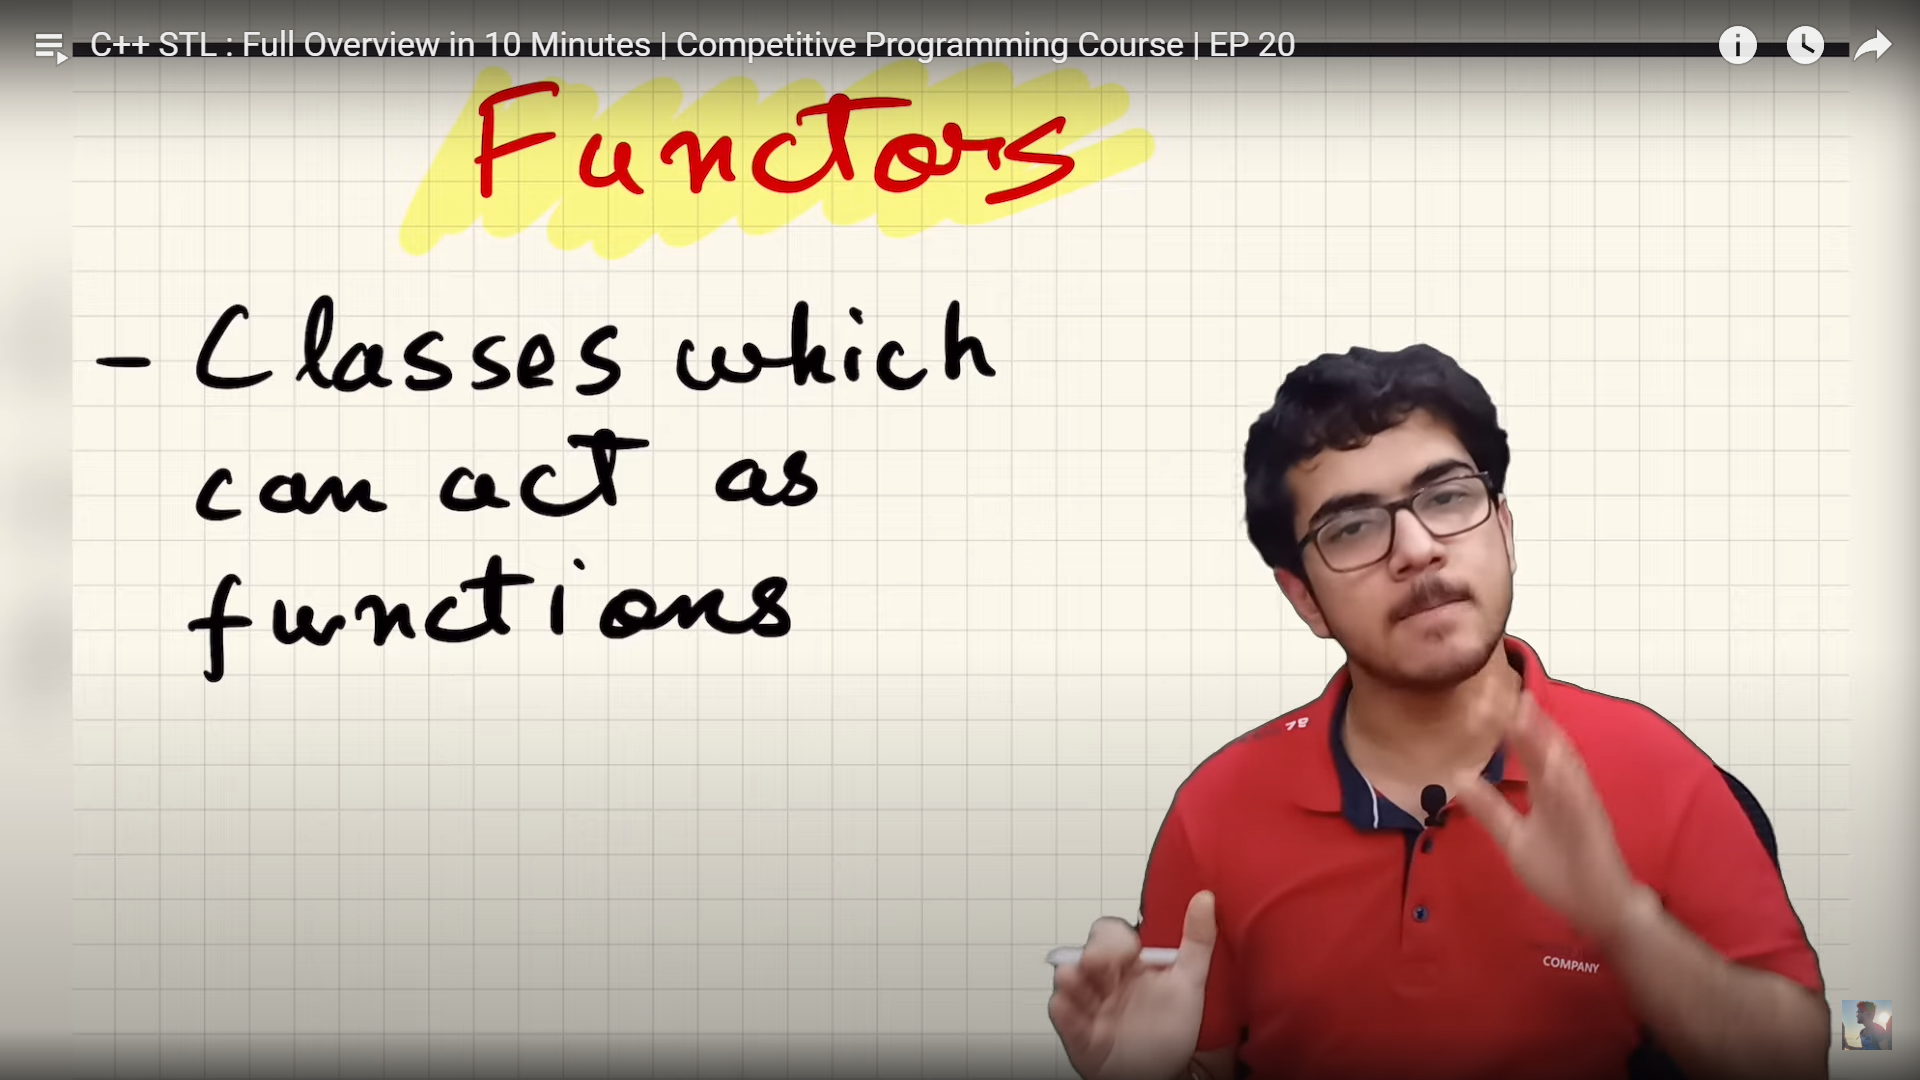 C++ STL : Full Overview in 10 Minutes | Competitive Programming Course | EP 20
Functors
- Classes which
can act as
functions
78
COMPANY